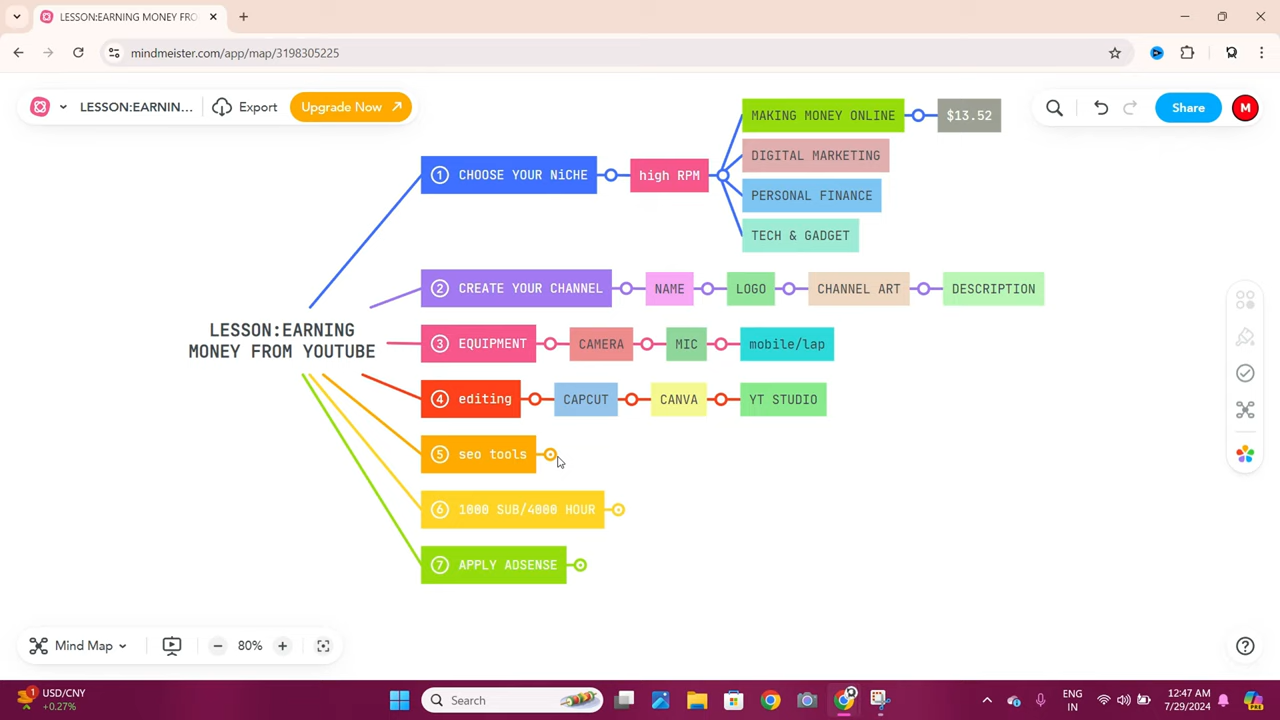 LESSON:EARNING MONEY FRO
mindmeister.com/app/map/3198305225
LESSON:EARNIN...
Export
Upgrade Now
Share
M
MAKING MONEY ONLINE
$13.52
DIGITAL MARKETING
1 CHOOSE YOUR NiCHE
high RPM
PERSONAL FINANCE
TECH & GADGET
2 CREATE YOUR CHANNEL
NAME
LOGO
CHANNEL ART
DESCRIPTION
LESSON:EARNING
MONEY FROM YOUTUBE
3 EQUIPMENT
CAMERA
MIC
mobile/lap
4 editing
CAPCUT
CANVA
YT STUDIO
5 seo tools
6 1000 SUB/4000 HOUR
7 APPLY ADSENSE
Mind Map
80%
1
USD/CNY
+0.27%
Search
ENG
IN
12:47 AM
7/29/2024